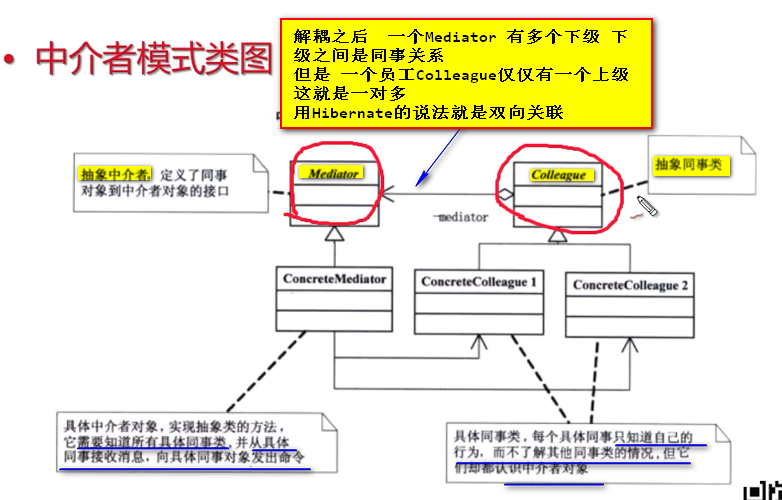 • 中介者模式类图
解耦之后 一个Mediator 有多个下级 下
级之间是同事关系
但是 一个员工Colleague仅仅有一个上级
这就是一对多
用Hibernate的说法就是双向关联
抽象中介者，定义了同事
对象到中介者对象的接口
Mediator
Colleague
抽象同事类
-mediator
ConcreteMediator
ConcreteColleague 1
ConcreteColleague 2
具体中介者对象，实现抽象类的方法，
它需要知道所有具体同事类，并从具体
同事接收消息，向具体同事对象发出命令
具体同事类，每个具体同事只知道自己的
行为，而不了解其他同事类的情况，但它
们却都认识中介者对象